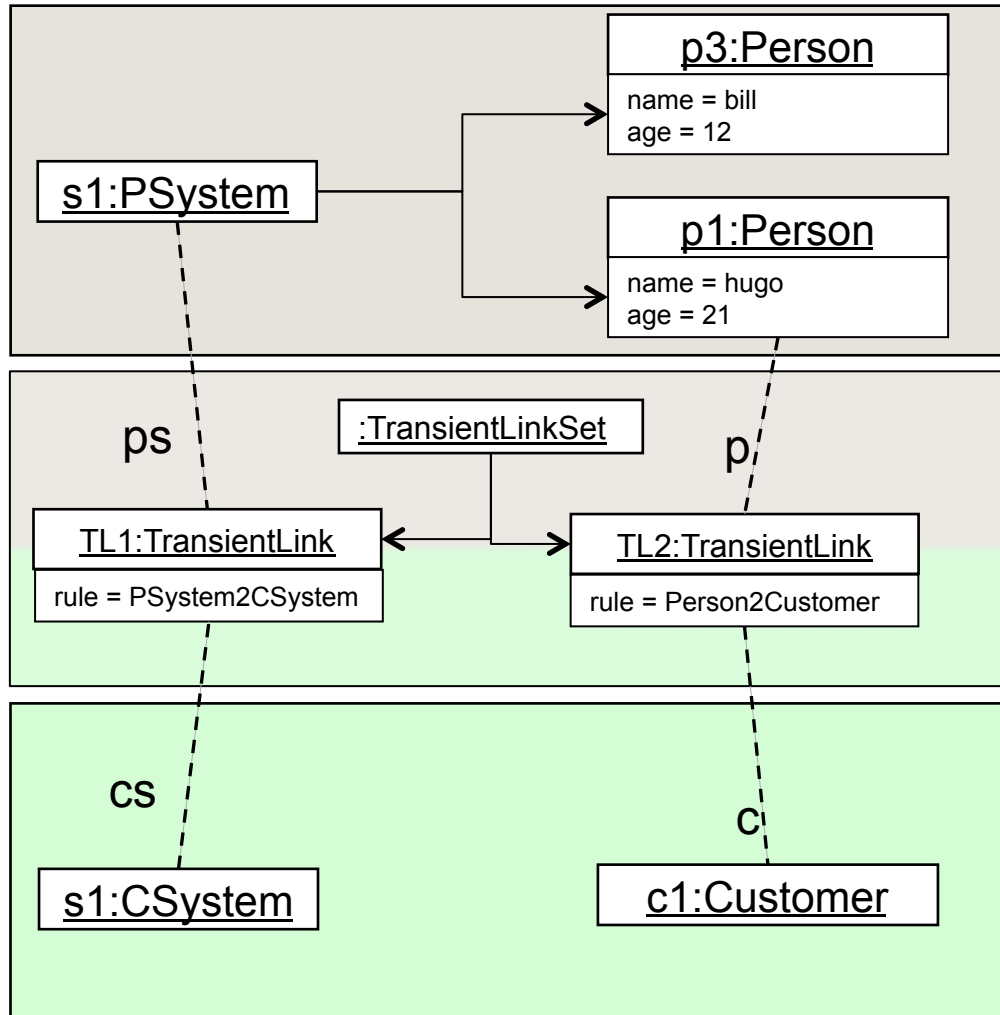 p3:Person
name = bill
age = 12
s1:PSystem
p1:Person
name = hugo
age = 21
:TransientLinkSet
ps
p
TL1:TransientLink
TL2:TransientLink
rule = PSystem2CSystem
rule = Person2Customer
cs
c
s1:CSystem
c1:Customer